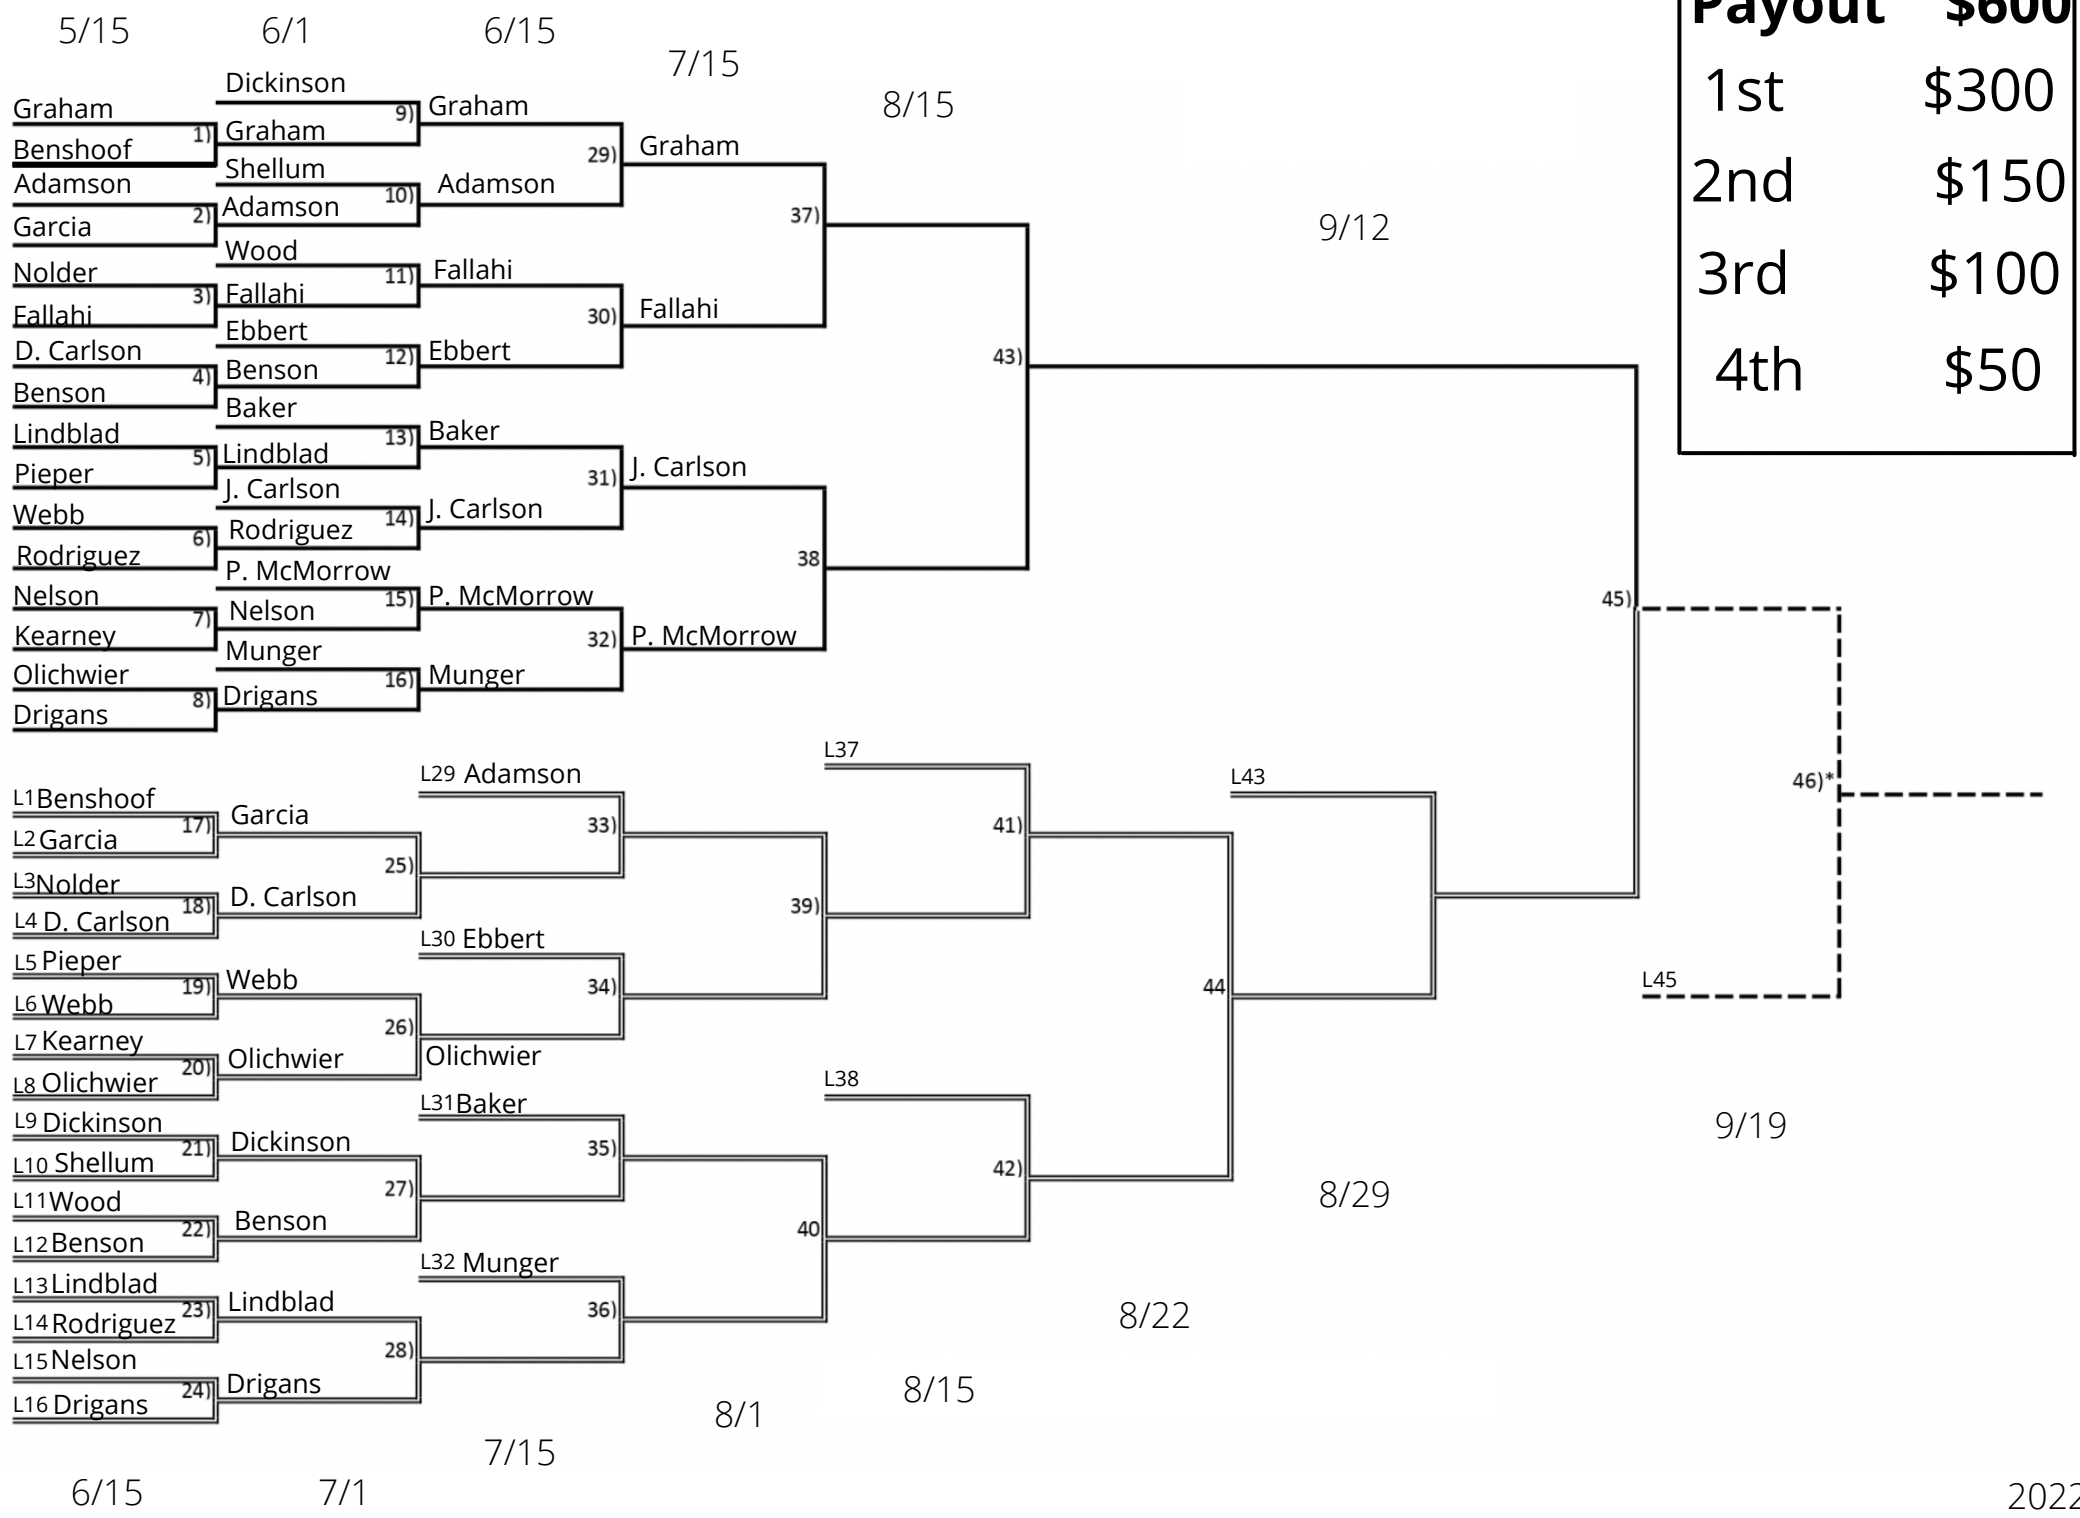 5/15
6/1
6/15
7/15
8/15
9/12
Payout $600
1st $300
2nd $150
3rd $100
4th $50
Graham
Benshoof
1)
Adamson
Garcia
2)
Nolder
Fallahi
3)
D. Carlson
Benson
4)
Lindblad
Pieper
5)
Webb
Rodriguez
6)
Nelson
Kearney
7)
Olichwier
Drigans
8)
Dickinson
Graham
9)
Shellum
Adamson
10)
Wood
Fallahi
11)
Ebbert
Benson
12)
Baker
Lindblad
13)
J. Carlson
Rodriguez
14)
P. McMorrow
Nelson
15)
Munger
Drigans
16)
Graham
Adamson
29)
Fallahi
Ebbert
30)
Baker
J. Carlson
31)
P. McMorrow
Munger
32)
Graham
Fallahi
37)
J. Carlson
P. McMorrow
38
43)
45)
46)*
L45
L1 Benshoof
L2 Garcia
17)
L3 Nolder
L4 D. Carlson
18)
L5 Pieper
L6 Webb
19)
L7 Kearney
L8 Olichwier
20)
L9 Dickinson
L10 Shellum
21)
L11 Wood
L12 Benson
22)
L13 Lindblad
L14 Rodriguez
23)
L15 Nelson
L16 Drigans
24)
Garcia
D. Carlson
25)
Webb
Olichwier
26)
Dickinson
Benson
27)
Lindblad
Drigans
28)
L29 Adamson
33)
L30 Ebbert
34)
Olichwier
L31 Baker
35)
L32 Munger
36)
39)
40
L37
41)
L38
42)
44
L43
6/15
7/1
7/15
8/1
8/15
8/22
8/29
9/19
2022